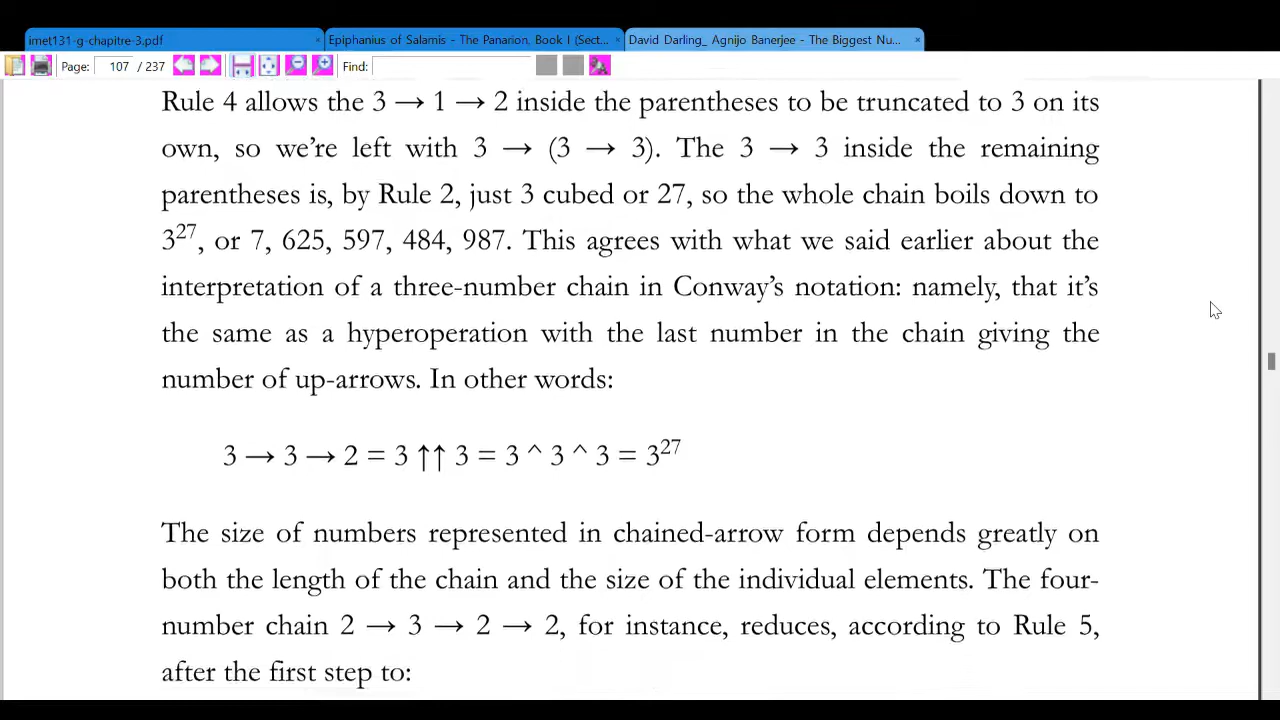 imet131-g-chapitre-3.pdf
Epiphanius of Salamis - The Panarion. Book I (Sect...
David Darling_ Agnijo Banerjee - The Biggest Nu...
Page: 107 / 237 Find:
Rule 4 allows the 3 → 1 → 2 inside the parentheses to be truncated to 3 on its
own, so we’re left with 3 → (3 → 3). The 3 → 3 inside the remaining
parentheses is, by Rule 2, just 3 cubed or 27, so the whole chain boils down to
3²⁷, or 7, 625, 597, 484, 987. This agrees with what we said earlier about the
interpretation of a three-number chain in Conway’s notation: namely, that it’s
the same as a hyperoperation with the last number in the chain giving the
number of up-arrows. In other words:
3 → 3 → 2 = 3 ↑↑ 3 = 3 ^ 3 ^ 3 = 3²⁷
The size of numbers represented in chained-arrow form depends greatly on
both the length of the chain and the size of the individual elements. The four-
number chain 2 → 3 → 2 → 2, for instance, reduces, according to Rule 5,
after the first step to: